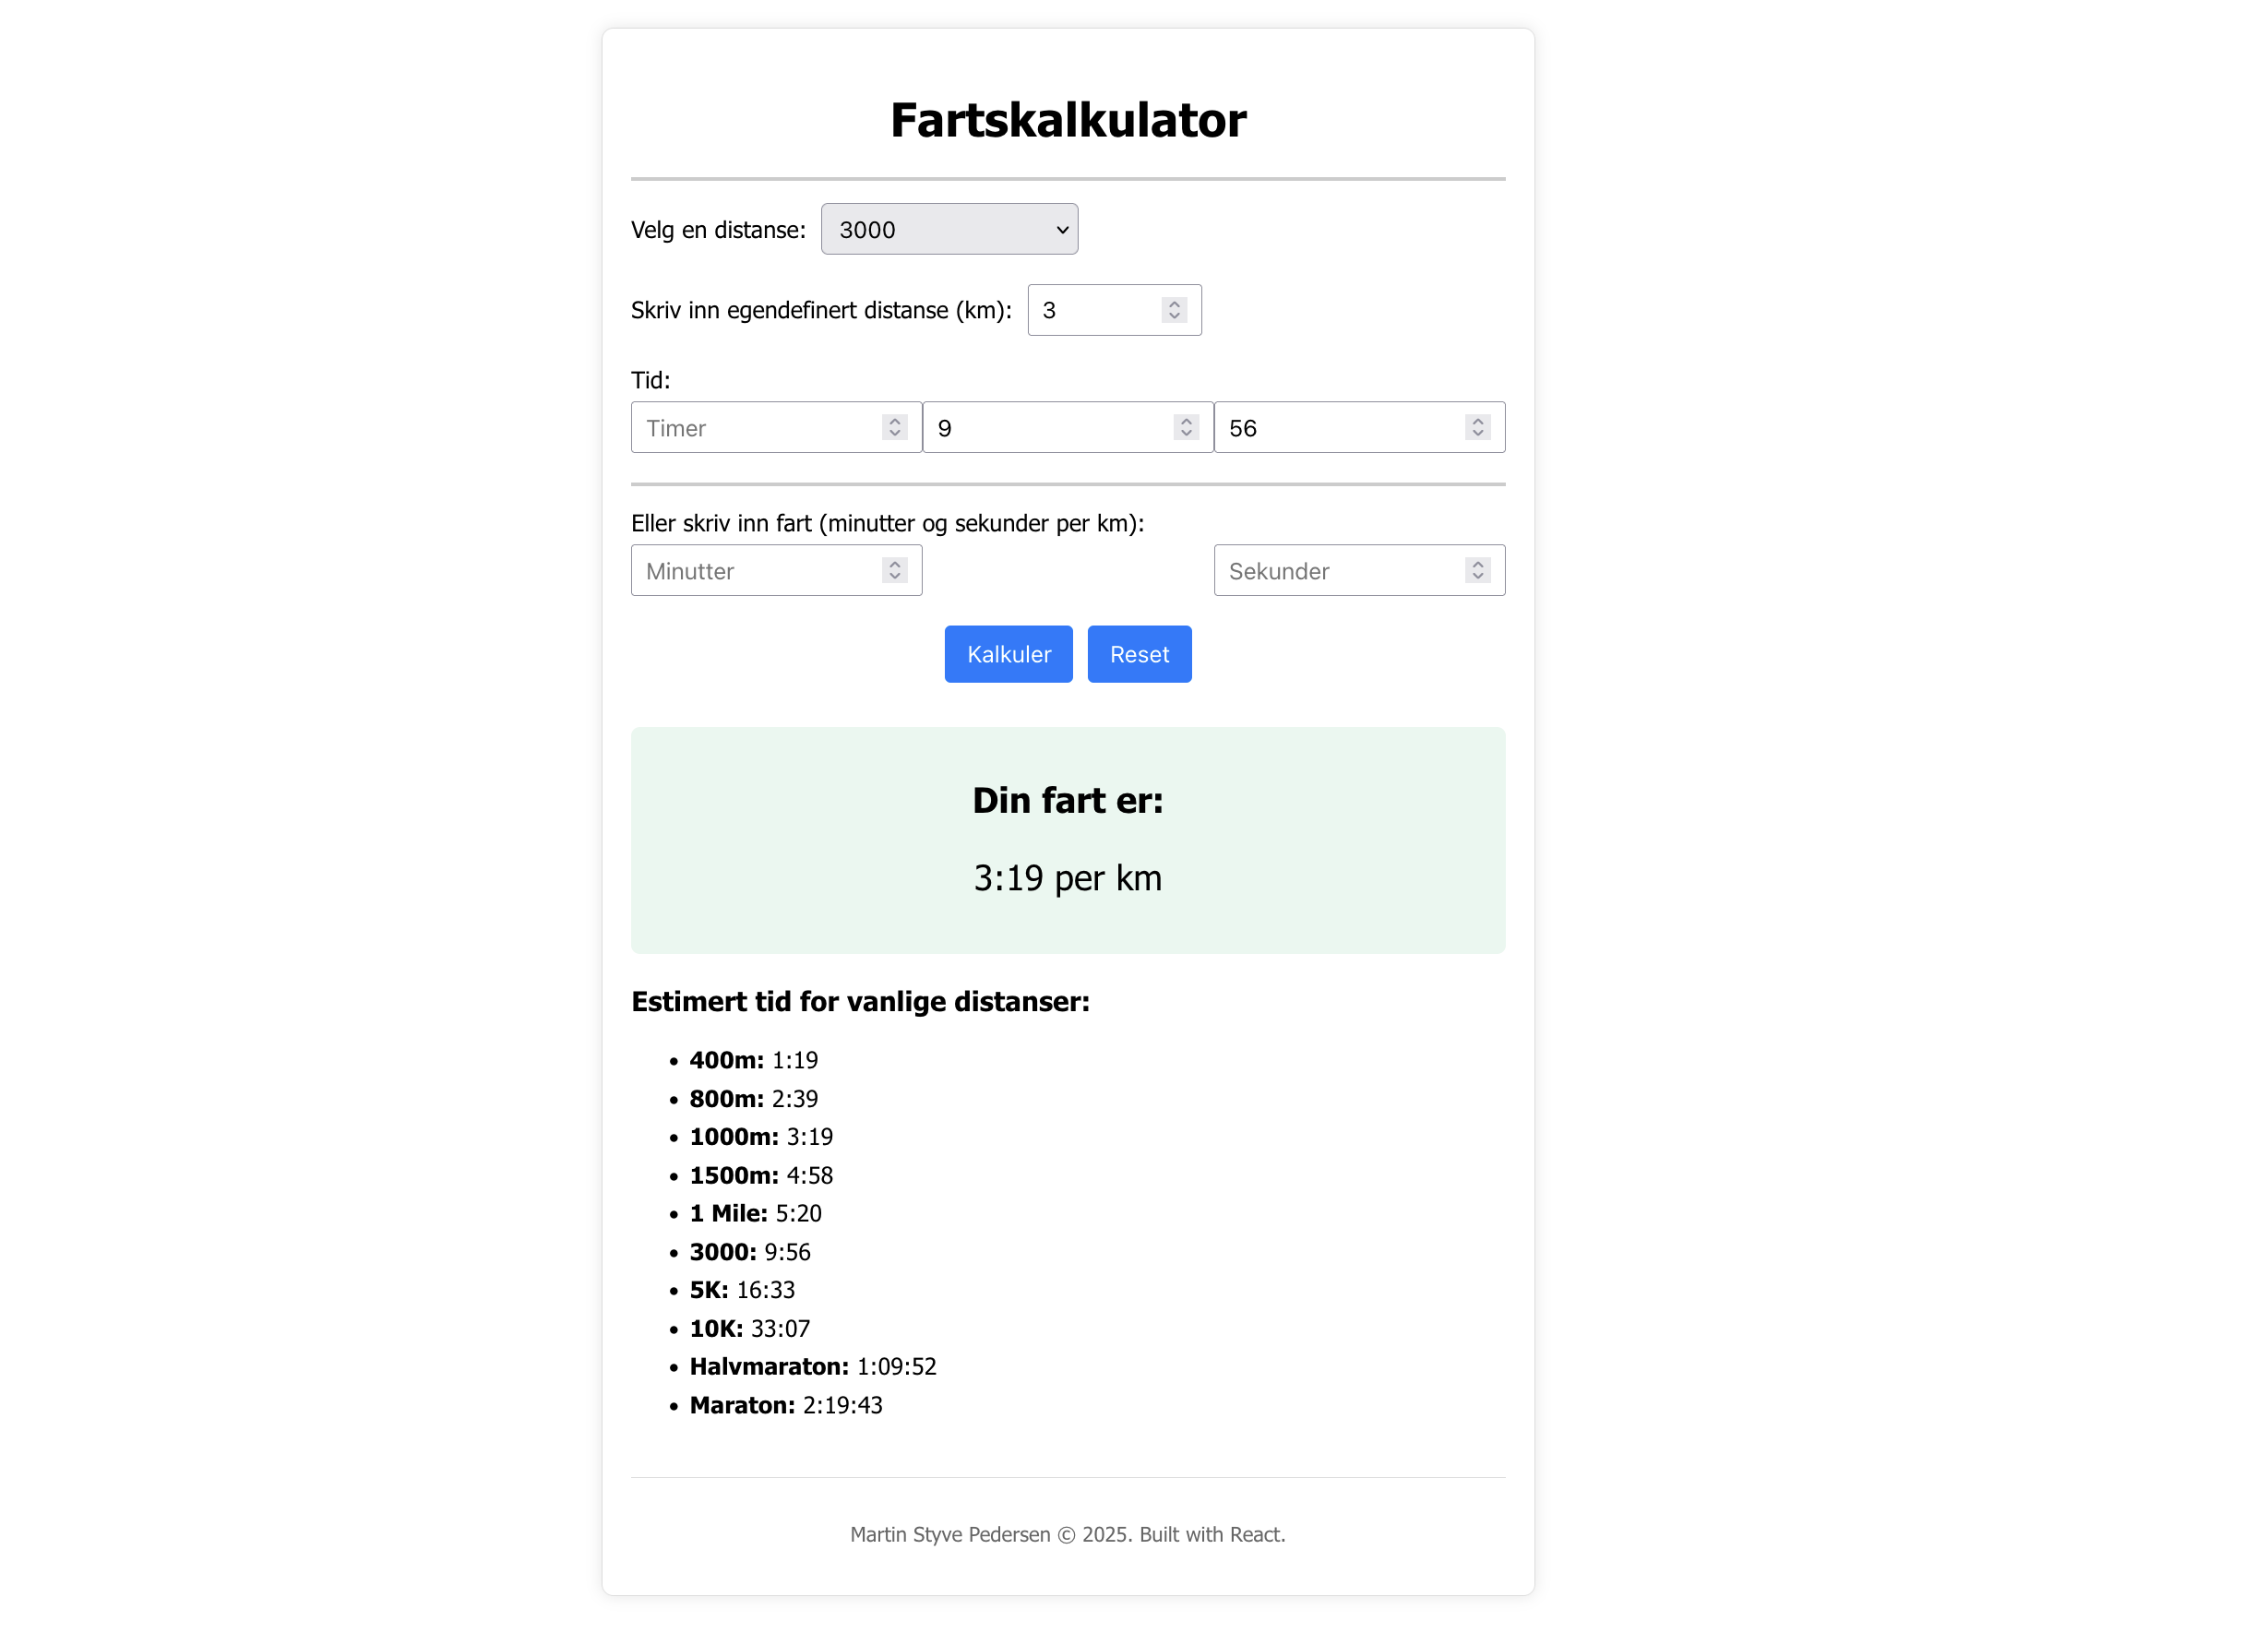 Fartskalkulator
Velg en distanse: 3000
Skriv inn egendefinert distanse (km): 3
Tid:
Timer 9 56
Eller skriv inn fart (minutter og sekunder per km):
Minutter Sekunder
Kalkuler Reset
Din fart er:
3:19 per km
Estimert tid for vanlige distanser:
• 400m: 1:19
• 800m: 2:39
• 1000m: 3:19
• 1500m: 4:58
• 1 Mile: 5:20
• 3000: 9:56
• 5K: 16:33
• 10K: 33:07
• Halvmaraton: 1:09:52
• Maraton: 2:19:43
Martin Styve Pedersen © 2025. Built with React.